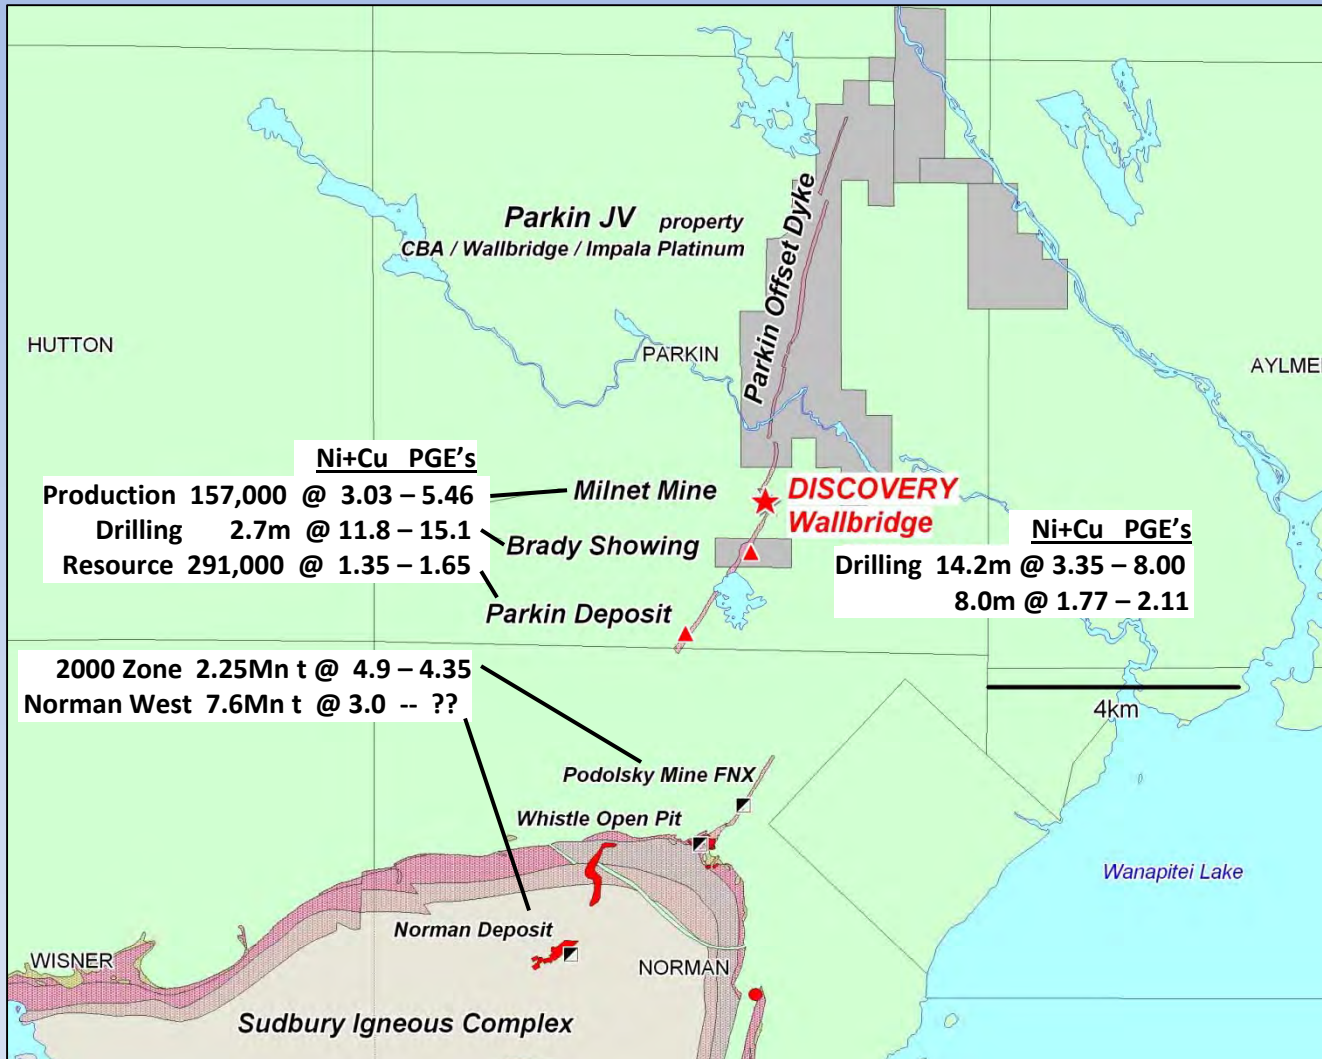 Parkin JV property
CBA / Wallbridge / Impala Platinum
Parkin Offset Dyke
HUTTON
PARKIN
AYLME
Ni+Cu PGE's
Production 157,000 @ 3.03 – 5.46
Drilling 2.7m @ 11.8 – 15.1
Resource 291,000 @ 1.35 – 1.65
Milnet Mine
Brady Showing
Parkin Deposit
DISCOVERY
Wallbridge
Ni+Cu PGE's
Drilling 14.2m @ 3.35 – 8.00
8.0m @ 1.77 – 2.11
2000 Zone 2.25Mn t @ 4.9 – 4.35
Norman West 7.6Mn t @ 3.0 -- ??
4km
Podolsky Mine FNX
Whistle Open Pit
Wanapitei Lake
Norman Deposit
WISNER
NORMAN
Sudbury Igneous Complex